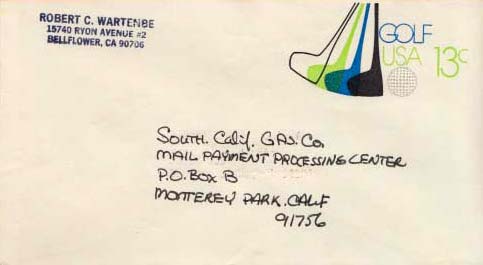 ROBERT C. WARTENBE
15740 RYON AVENUE #2
BELLFLOWER, CA 90706
GOLF
USA 13c
SOUTH. Calif. GAS. Co.
MAIL PAYMENT PROCESSING CENTER
P.O. BOX B
MONTEREY PARK. CALIF
91756